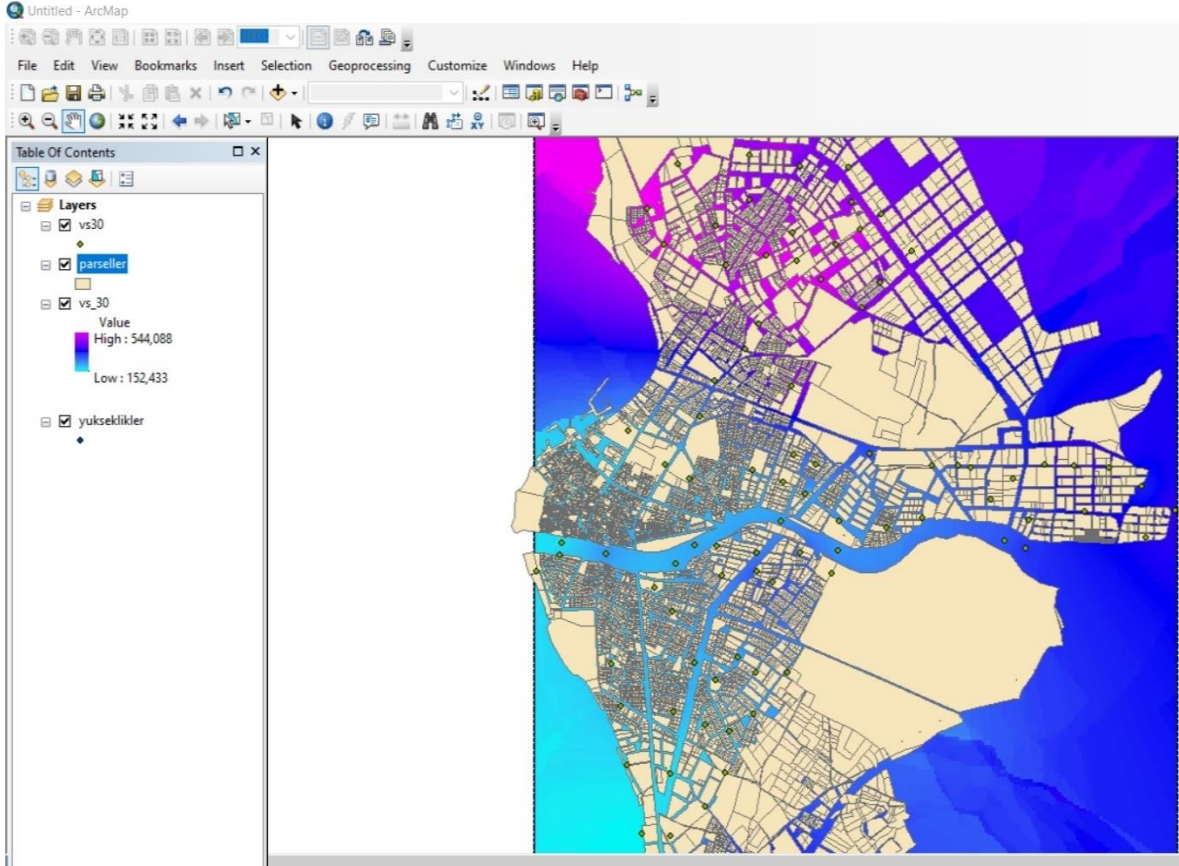 Untitled - ArcMap
File Edit View Bookmarks Insert Selection Geoprocessing Customize Windows Help
Table Of Contents
Layers
vs30
parseller
vs_30
Value
High : 544,088
Low : 152,433
yukseklikler